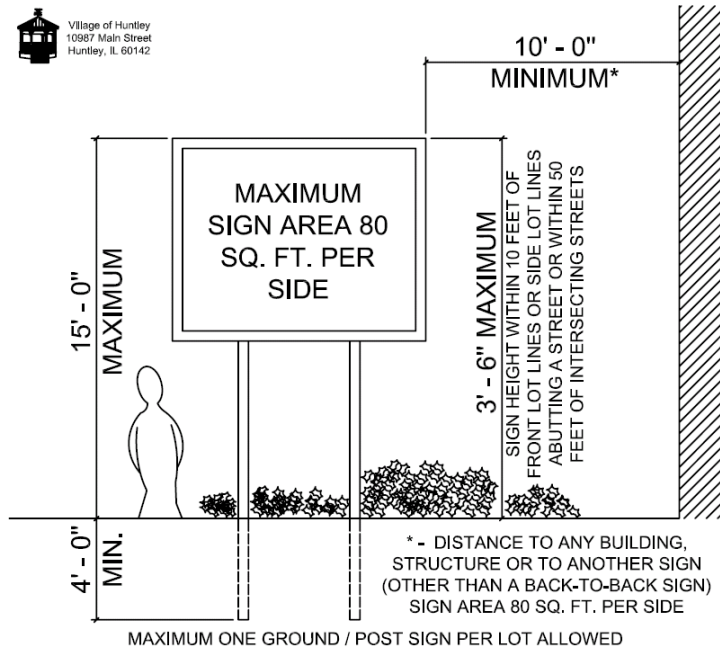 Village of Huntley
10987 Main Street
Huntley, IL 60142
10' - 0"
MINIMUM*
MAXIMUM
SIGN AREA 80
SQ. FT. PER
SIDE
15' - 0"
MAXIMUM
3' - 6" MAXIMUM
SIGN HEIGHT WITHIN 10 FEET OF
FRONT LOT LINES OR SIDE LOT LINES
ABUTTING A STREET OR WITHIN 50
FEET OF INTERSECTING STREETS
4' - 0"
MIN.
* - DISTANCE TO ANY BUILDING,
STRUCTURE OR TO ANOTHER SIGN
(OTHER THAN A BACK-TO-BACK SIGN)
SIGN AREA 80 SQ. FT. PER SIDE
MAXIMUM ONE GROUND / POST SIGN PER LOT ALLOWED